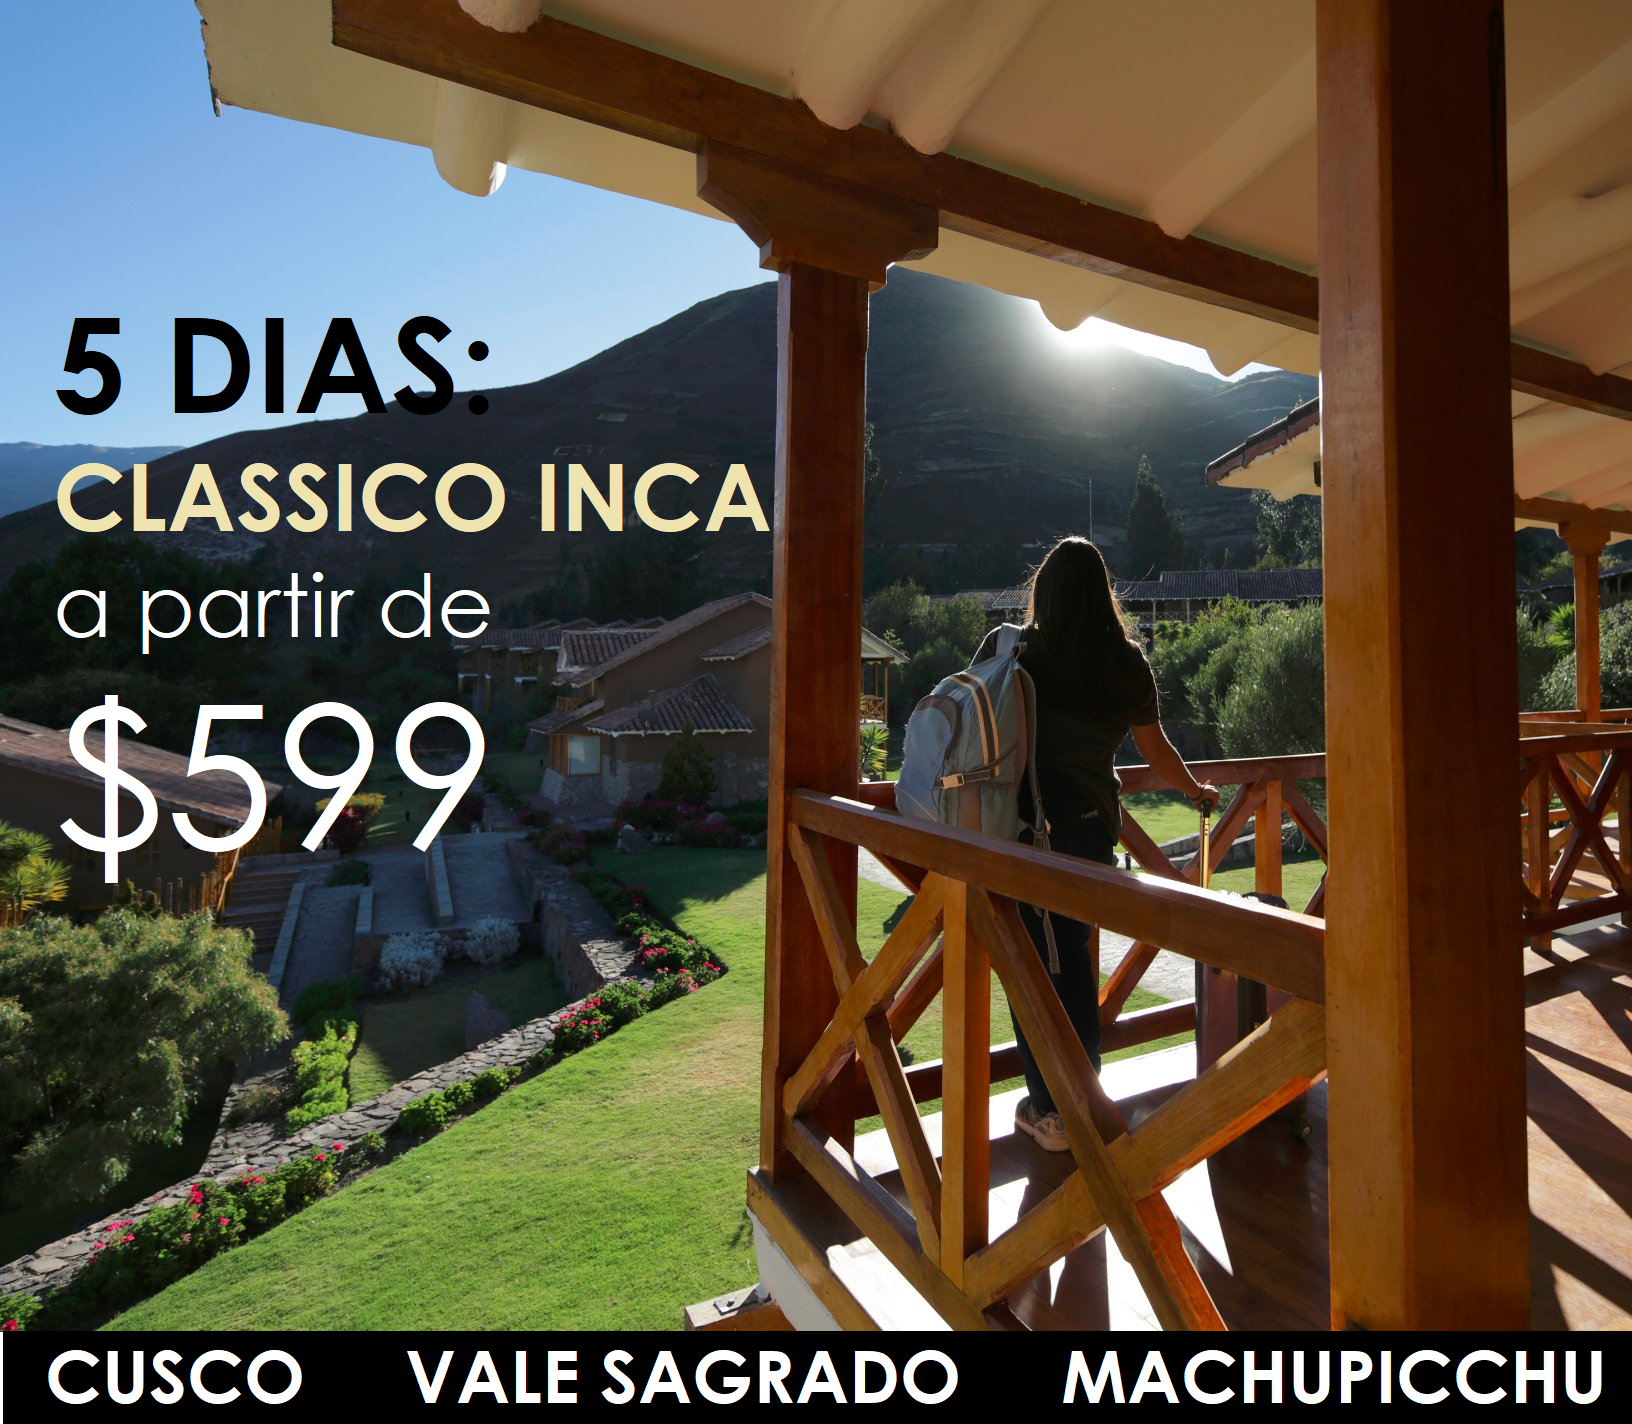 5 DIAS:
CLASSICO INCA
a partir de
$599
CUSCO VALE SAGRADO MACHUPICCHU